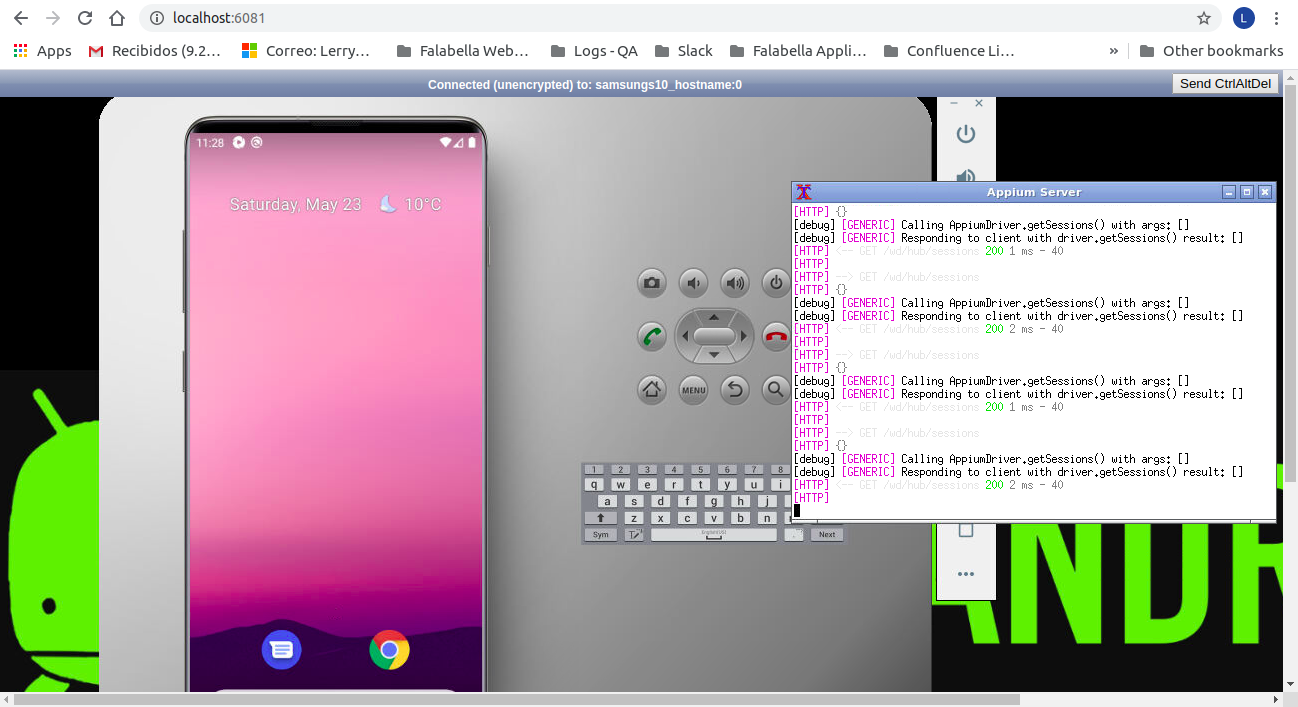 localhost:6081
L
Apps
Recibidos (9.2...
Correo: Lerry...
Falabella Web...
Logs - QA
Slack
Falabella Appli...
Confluence Li...
»
Other bookmarks
Connected (unencrypted) to: samsungs10_hostname:0
Send CtrlAltDel
11:28
Saturday, May 23
10°C
MENU
1 2 3 4 5 6 7 8
q w e r t y u i
a s d f g h j
z x c v b n
Sym
English(US)
.
Next
Appium Server
[HTTP] {}
[debug] [GENERIC] Calling AppiumDriver.getSessions() with args: []
[debug] [GENERIC] Responding to client with driver.getSessions() result: []
[HTTP] <-- GET /wd/hub/sessions 200 1 ms - 40
[HTTP]
[HTTP] --> GET /wd/hub/sessions
[HTTP] {}
[debug] [GENERIC] Calling AppiumDriver.getSessions() with args: []
[debug] [GENERIC] Responding to client with driver.getSessions() result: []
[HTTP] <-- GET /wd/hub/sessions 200 2 ms - 40
[HTTP]
[HTTP] --> GET /wd/hub/sessions
[HTTP] {}
[debug] [GENERIC] Calling AppiumDriver.getSessions() with args: []
[debug] [GENERIC] Responding to client with driver.getSessions() result: []
[HTTP] <-- GET /wd/hub/sessions 200 1 ms - 40
[HTTP]
[HTTP] --> GET /wd/hub/sessions
[HTTP] {}
[debug] [GENERIC] Calling AppiumDriver.getSessions() with args: []
[debug] [GENERIC] Responding to client with driver.getSessions() result: []
[HTTP] <-- GET /wd/hub/sessions 200 2 ms - 40
[HTTP]
ANDR